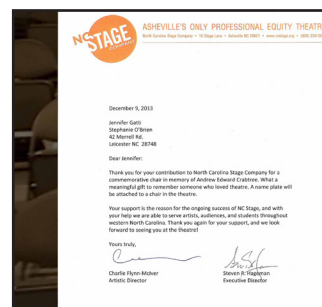 NSTAGE
COMPANY
ASHEVILLE'S ONLY PROFESSIONAL EQUITY THEATR
North Carolina Stage Company • 15 Stage Lane • Asheville NC 28801 • www.ncstage.org • (828)
December 9, 2013
Jennifer Gatti
Stephanie O'Brien
42 Merrell Rd.
Leicester NC 28748
Dear Jennifer:
Thank you for your contribution to North Carolina Stage Company for a
commemorative chair in memory of Andrew Edward Crabtree. What a
meaningful gift to remember someone who loved theatre. A name plate will
be attached to a chair in the theatre.
Your support is the reason for the ongoing success of NC Stage, and with
your help we are able to serve artists, audiences, and students throughout
western North Carolina. Thank you again for your support, and we look
forward to seeing you at the theatre!
Yours truly,
Charlie Flynn-McIver
Artistic Director
Steven R. Hageman
Executive Director